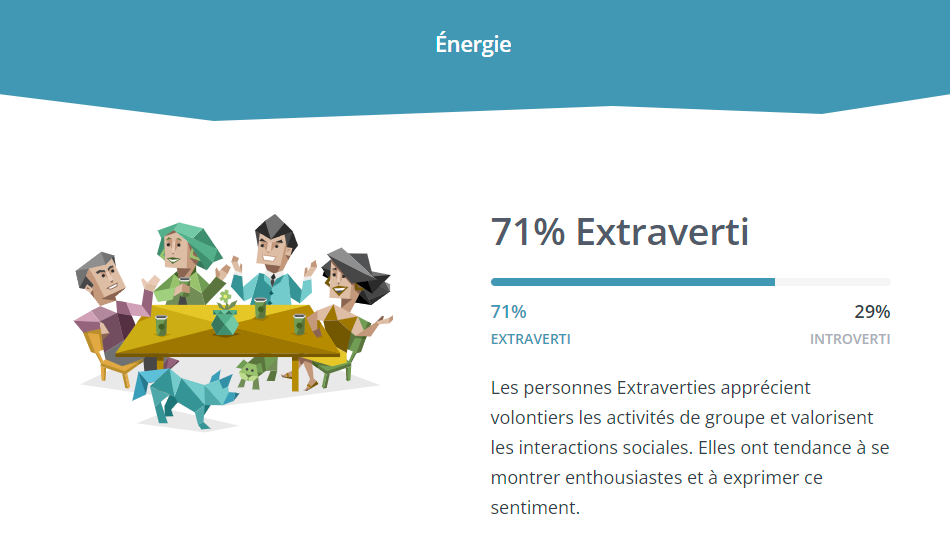 Énergie
71% Extraverti
71% 29%
EXTRAVERTI INTROVERTI
Les personnes Extraverties apprécient
volontiers les activités de groupe et valorisent
les interactions sociales. Elles ont tendance à se
montrer enthousiastes et à exprimer ce
sentiment.